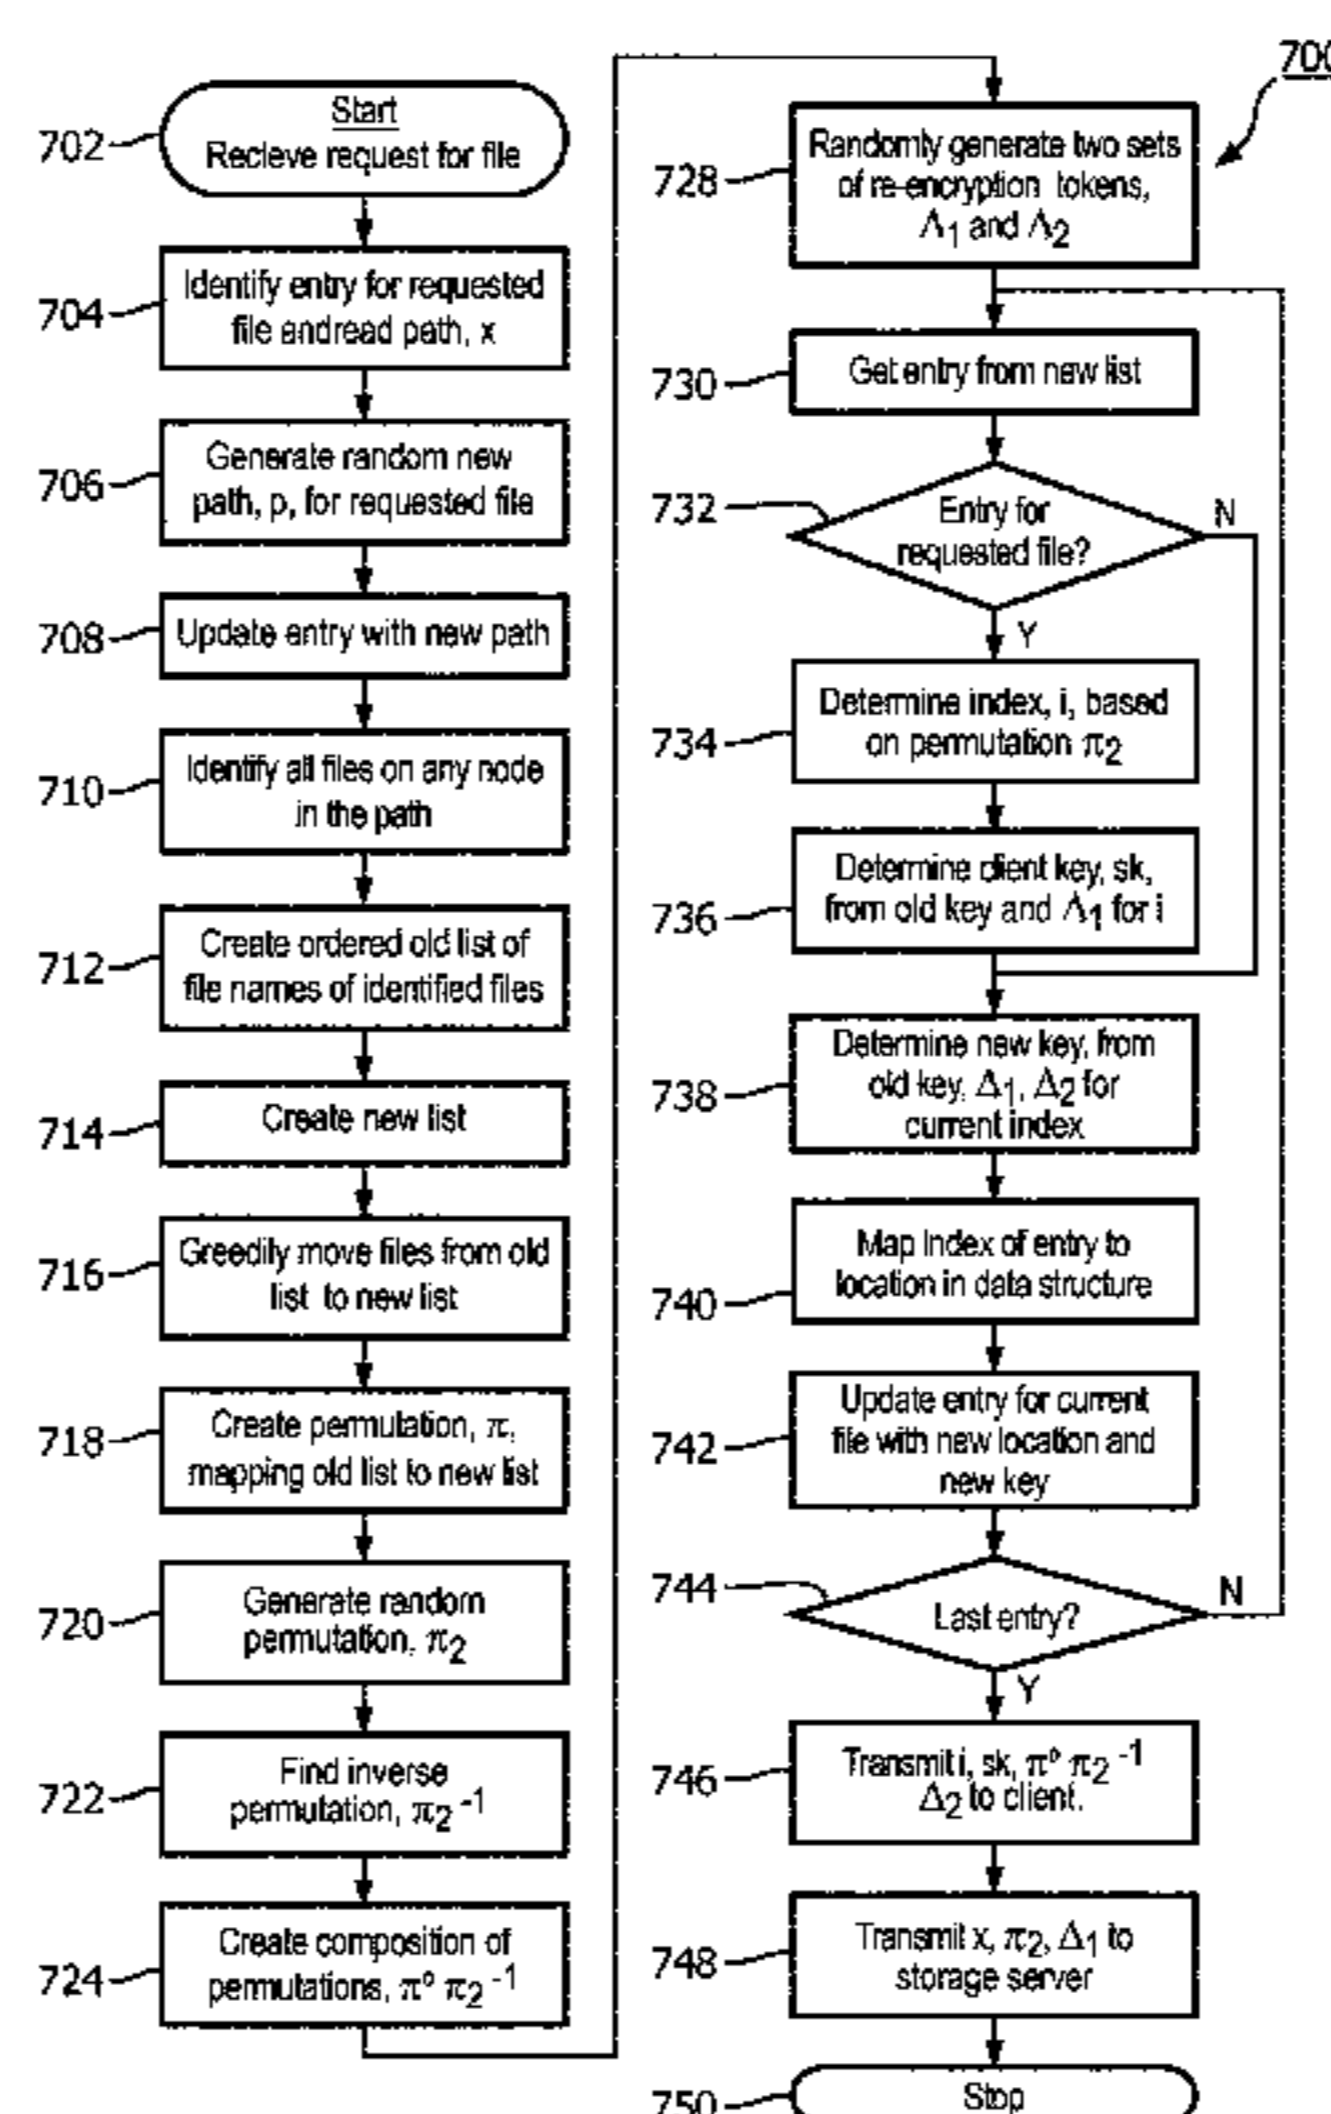 700
702
Start
Recieve request for file
704
Identify entry for requested
file andread path, x
706
Generate random new
path, p, for requested file
708
Update entry with new path
710
Identify all files on any node
in the path
712
Create ordered old list of
file names of identified files
714
Create new list
716
Greedily move files from old
list to new list
718
Create permutation, π,
mapping old list to new list
720
Generate random
permutation, π₂
722
Find inverse
permutation, π₂⁻¹
724
Create composition of
permutations, π° π₂⁻¹
728
Randomly generate two sets
of re-encryption tokens,
Δ₁ and Δ₂
730
Get entry from new list
732
Entry for
requested file?
N
Y
734
Determine index, i, based
on permutation π₂
736
Determine client key, sk,
from old key and Δ₁ for i
738
Determine new key, from
old key, Δ₁, Δ₂ for
current index
740
Map Index of entry to
location in data structure
742
Update entry for current
file with new location and
new key
744
Last entry?
N
Y
746
Transmit i, sk, π° π₂⁻¹
Δ₂ to client.
748
Transmit x, π₂, Δ₁ to
storage server
750
Stop